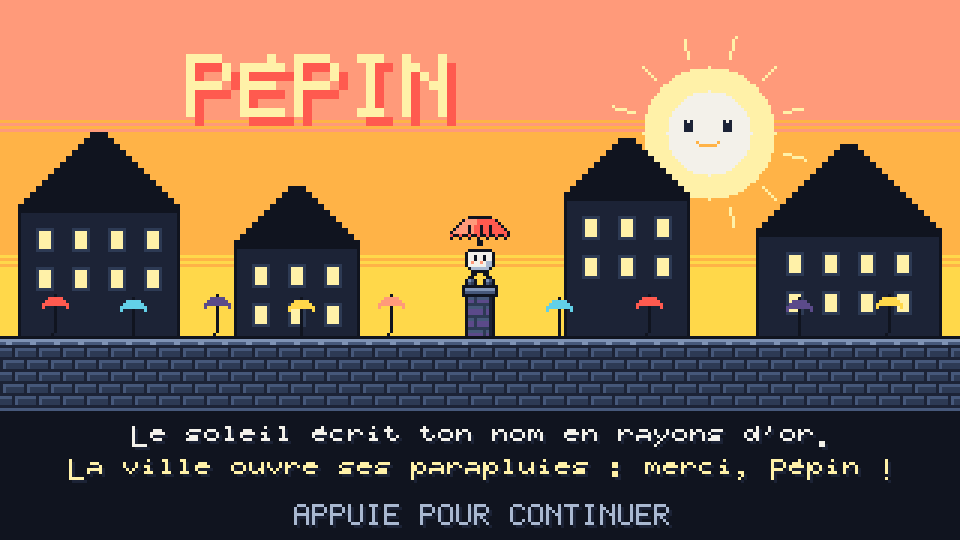 PÉPIN
Le soleil écrit ton nom en rayons d'or.
La ville ouvre ses parapluies : merci, Pépin !
APPUIE POUR CONTINUER